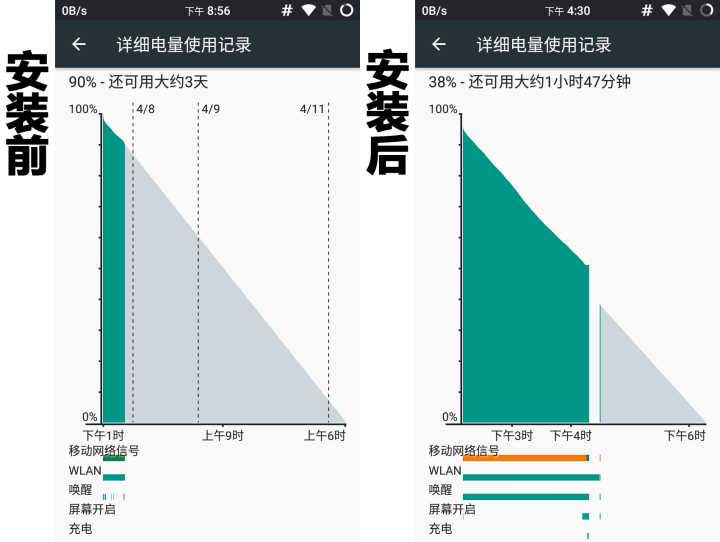 安装前
0B/s 下午 8:56
详细电量使用记录
90% - 还可用大约3天
100% 4/8 4/9 4/11
0%
下午1时 上午9时 上午6时
移动网络信号
WLAN
唤醒
屏幕开启
充电
安装后
0B/s 下午 4:30
详细电量使用记录
38% - 还可用大约1小时47分钟
100%
0%
下午3时 下午4时 下午6时
移动网络信号
WLAN
唤醒
屏幕开启
充电